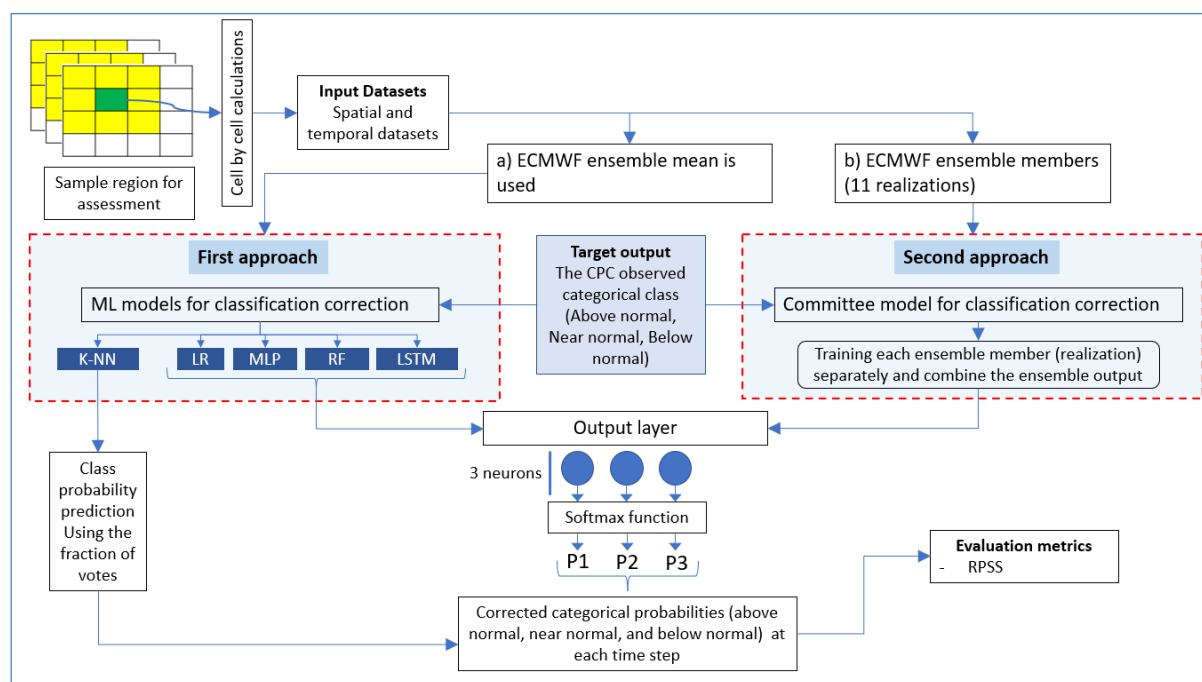 Cell by cell calculations
Input Datasets
Spatial and
temporal datasets
Sample region for
assessment
a) ECMWF ensemble mean is
used
b) ECMWF ensemble members
(11 realizations)
First approach
ML models for classification correction
K-NN
LR
MLP
RF
LSTM
Target output
The CPC observed
categorical class
(Above normal,
Near normal, Below
normal)
Second approach
Committee model for classification correction
Training each ensemble member (realization)
separately and combine the ensemble output
Output layer
3 neurons
Softmax function
P1
P2
P3
Class
probability
prediction
Using the
fraction of
votes
Corrected categorical probabilities (above
normal, near normal, and below normal) at
each time step
Evaluation metrics
- RPSS